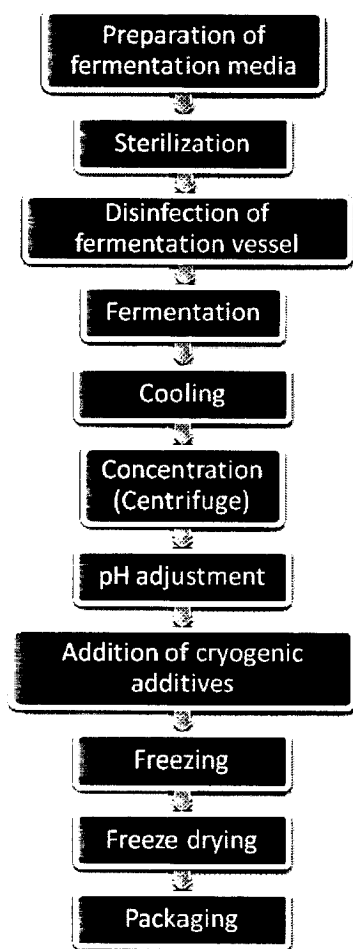 Preparation of
fermentation media
Sterilization
Disinfection of
fermentation vessel
Fermentation
Cooling
Concentration
(Centrifuge)
pH adjustment
Addition of cryogenic
additives
Freezing
Freeze drying
Packaging